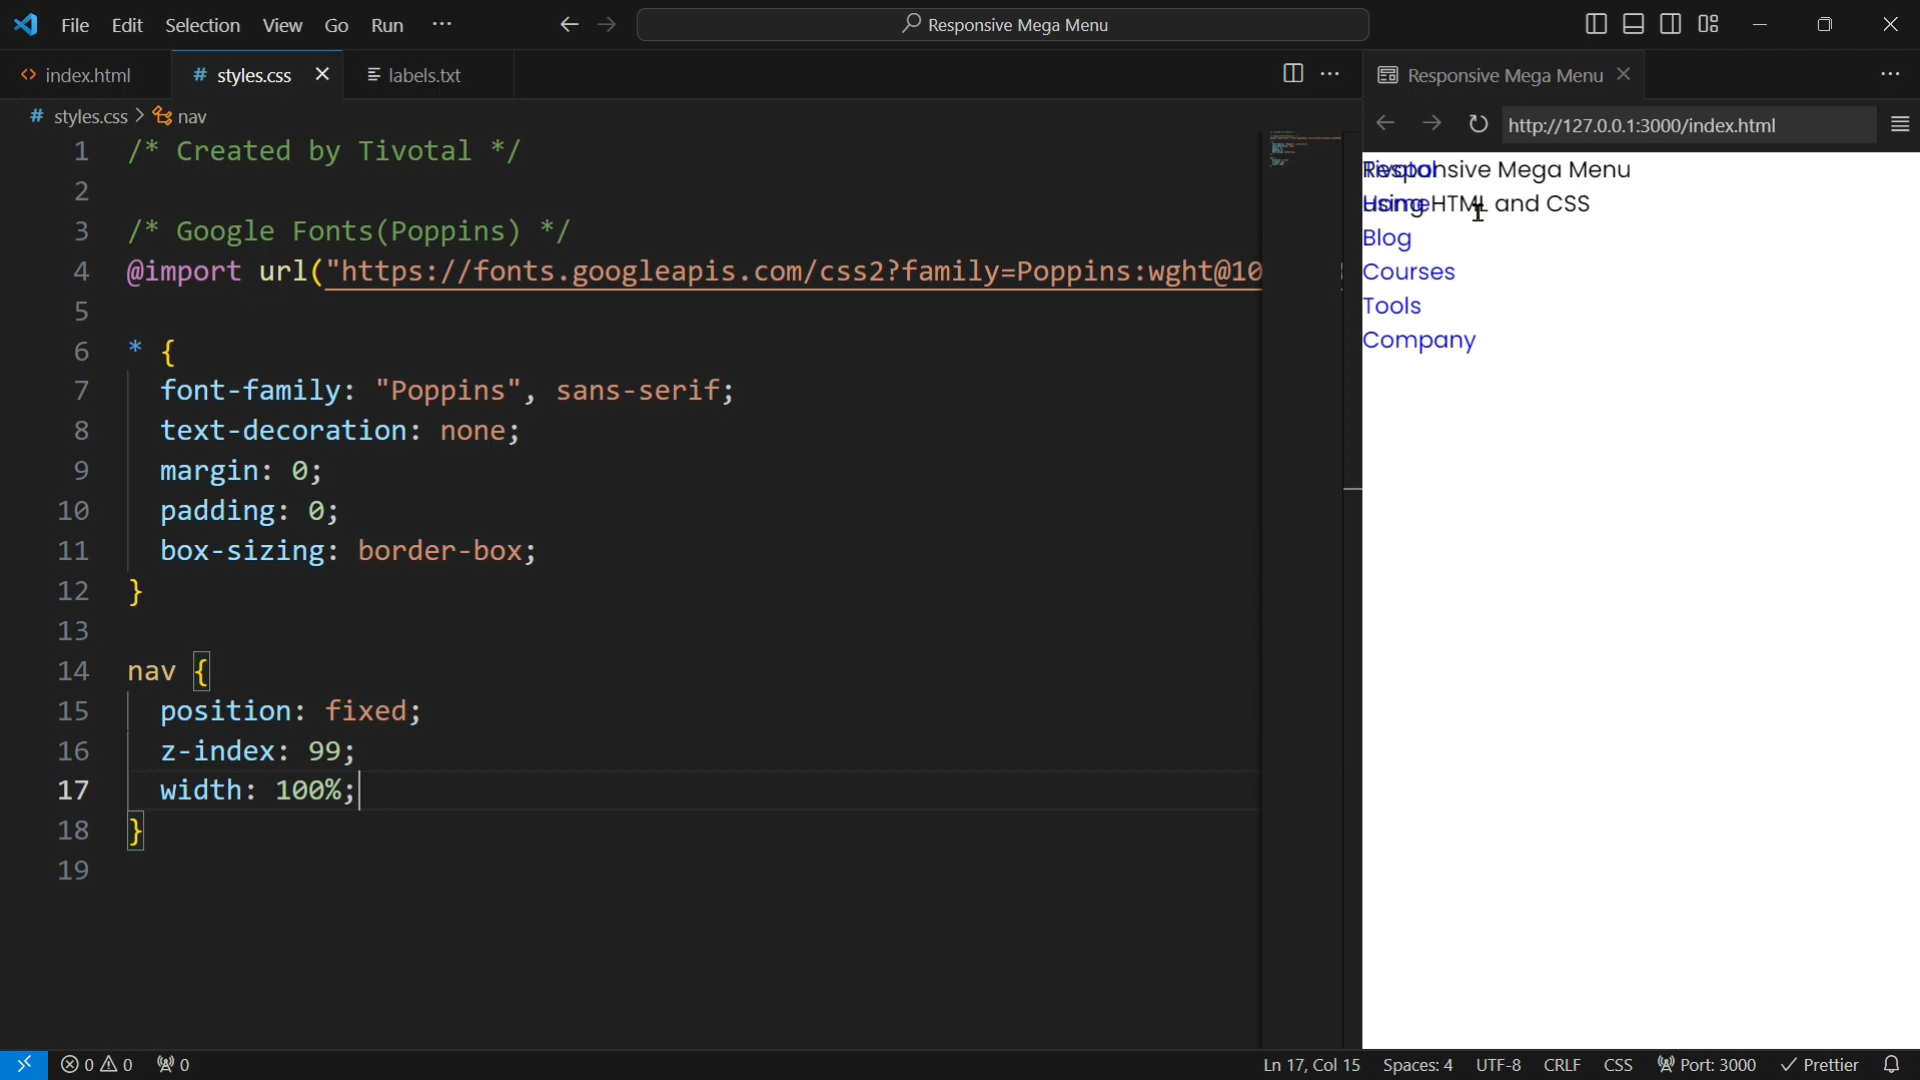 File Edit Selection View Go Run ···
Responsive Mega Menu
index.html
# styles.css
labels.txt
Responsive Mega Menu
# styles.css > nav
http://127.0.0.1:3000/index.html
1 /* Created by Tivotal */
2
3 /* Google Fonts(Poppins) */
4 @import url("https://fonts.googleapis.com/css2?family=Poppins:wght@10
5
6 * {
7 font-family: "Poppins", sans-serif;
8 text-decoration: none;
9 margin: 0;
10 padding: 0;
11 box-sizing: border-box;
12 }
13
14 nav {
15 position: fixed;
16 z-index: 99;
17 width: 100%;
18 }
19
Tivotal
Responsive Mega Menu
Home
using HTML and CSS
Blog
Courses
Tools
Company
0 0 0
Ln 17, Col 15 Spaces: 4 UTF-8 CRLF CSS Port: 3000 Prettier